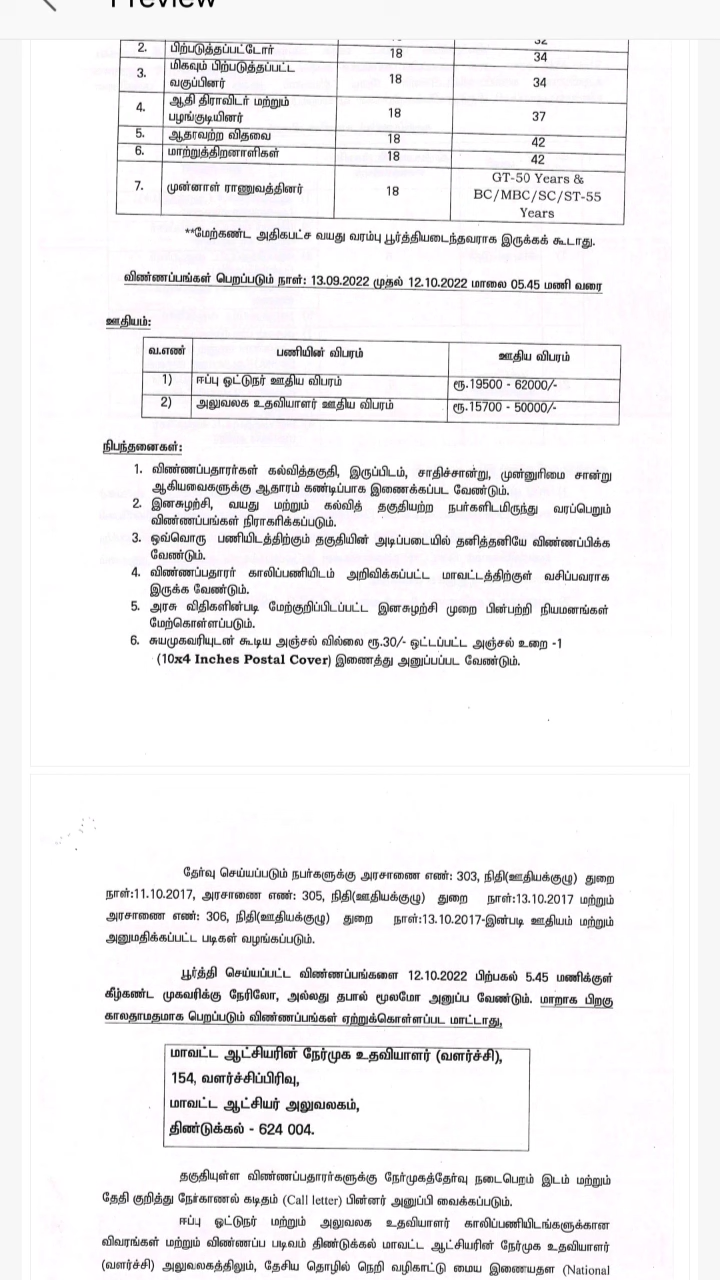 Preview
32
2. பிற்படுத்தப்பட்டோர் 18 34
3. மிகவும் பிற்படுத்தப்பட்ட வகுப்பினர் 18 34
4. ஆதி திராவிடர் மற்றும் பழங்குடியினர் 18 37
5. ஆதரவற்ற விதவை 18 42
6. மாற்றுத்திறனாளிகள் 18 42
7. முன்னாள் ராணுவத்தினர் 18 GT-50 Years & BC/MBC/SC/ST-55 Years
**மேற்கண்ட அதிகபட்ச வயது வரம்பு பூர்த்தியடைந்தவராக இருக்கக் கூடாது.
விண்ணப்பங்கள் பெறப்படும் நாள்: 13.09.2022 முதல் 12.10.2022 மாலை 05.45 மணி வரை
ஊதியம்:
வ.எண் பணியின் விபரம் ஊதிய விபரம்
1) ஈப்பு ஓட்டுநர் ஊதிய விபரம் ரூ.19500 - 62000/-
2) அலுவலக உதவியாளர் ஊதிய விபரம் ரூ.15700 - 50000/-
நிபந்தனைகள்:
1. விண்ணப்பதாரர்கள் கல்வித்தகுதி, இருப்பிடம், சாதிச்சான்று, முன்னுரிமை சான்று
ஆகியவைகளுக்கு ஆதாரம் கண்டிப்பாக இணைக்கப்பட வேண்டும்.
2. இனசுழற்சி, வயது மற்றும் கல்வித் தகுதியற்ற நபர்களிடமிருந்து வரப்பெறும்
விண்ணப்பங்கள் நிராகரிக்கப்படும்.
3. ஒவ்வொரு பணியிடத்திற்கும் தகுதியின் அடிப்படையில் தனித்தனியே விண்ணப்பிக்க
வேண்டும்.
4. விண்ணப்பதாரர் காலிப்பணியிடம் அறிவிக்கப்பட்ட மாவட்டத்திற்குள் வசிப்பவராக
இருக்க வேண்டும்.
5. அரசு விதிகளின்படி மேற்குறிப்பிடப்பட்ட இனசுழற்சி முறை பின்பற்றி நியமனங்கள்
மேற்கொள்ளப்படும்.
6. சுயமுகவரியுடன் கூடிய அஞ்சல் வில்லை ரூ.30/- ஒட்டப்பட்ட அஞ்சல் உறை -1
(10x4 Inches Postal Cover) இணைத்து அனுப்பப்பட வேண்டும்.
தேர்வு செய்யப்படும் நபர்களுக்கு அரசாணை எண்: 303, நிதி(ஊதியக்குழு) துறை
நாள்:11.10.2017, அரசாணை எண்: 305, நிதி(ஊதியக்குழு) துறை நாள்:13.10.2017 மற்றும்
அரசாணை எண்: 306, நிதி(ஊதியக்குழு) துறை நாள்:13.10.2017-இன்படி ஊதியம் மற்றும்
அனுமதிக்கப்பட்ட படிகள் வழங்கப்படும்.
பூர்த்தி செய்யப்பட்ட விண்ணப்பங்களை 12.10.2022 பிற்பகல் 5.45 மணிக்குள்
கீழ்கண்ட முகவரிக்கு நேரிலோ, அல்லது தபால் மூலமோ அனுப்ப வேண்டும். மாறாக பிறகு
காலதாமதமாக பெறப்படும் விண்ணப்பங்கள் ஏற்றுக்கொள்ளப்பட மாட்டாது,
மாவட்ட ஆட்சியரின் நேர்முக உதவியாளர் (வளர்ச்சி),
154, வளர்ச்சிப்பிரிவு,
மாவட்ட ஆட்சியர் அலுவலகம்,
திண்டுக்கல் - 624 004.
தகுதியுள்ள விண்ணப்பதாரர்களுக்கு நேர்முகத்தேர்வு நடைபெறம் இடம் மற்றும்
தேதி குறித்து நேர்காணல் கடிதம் (Call letter) பின்னர் அனுப்பி வைக்கப்படும்.
ஈப்பு ஓட்டுநர் மற்றும் அலுவலக உதவியாளர் காலிப்பணியிடங்களுக்கான
விவரங்கள் மற்றும் விண்ணப்ப படிவம் திண்டுக்கல் மாவட்ட ஆட்சியரின் நேர்முக உதவியாளர்
(வளர்ச்சி) அலுவலகத்திலும், தேசிய தொழில் நெறி வழிகாட்டு மைய இணையதள (National